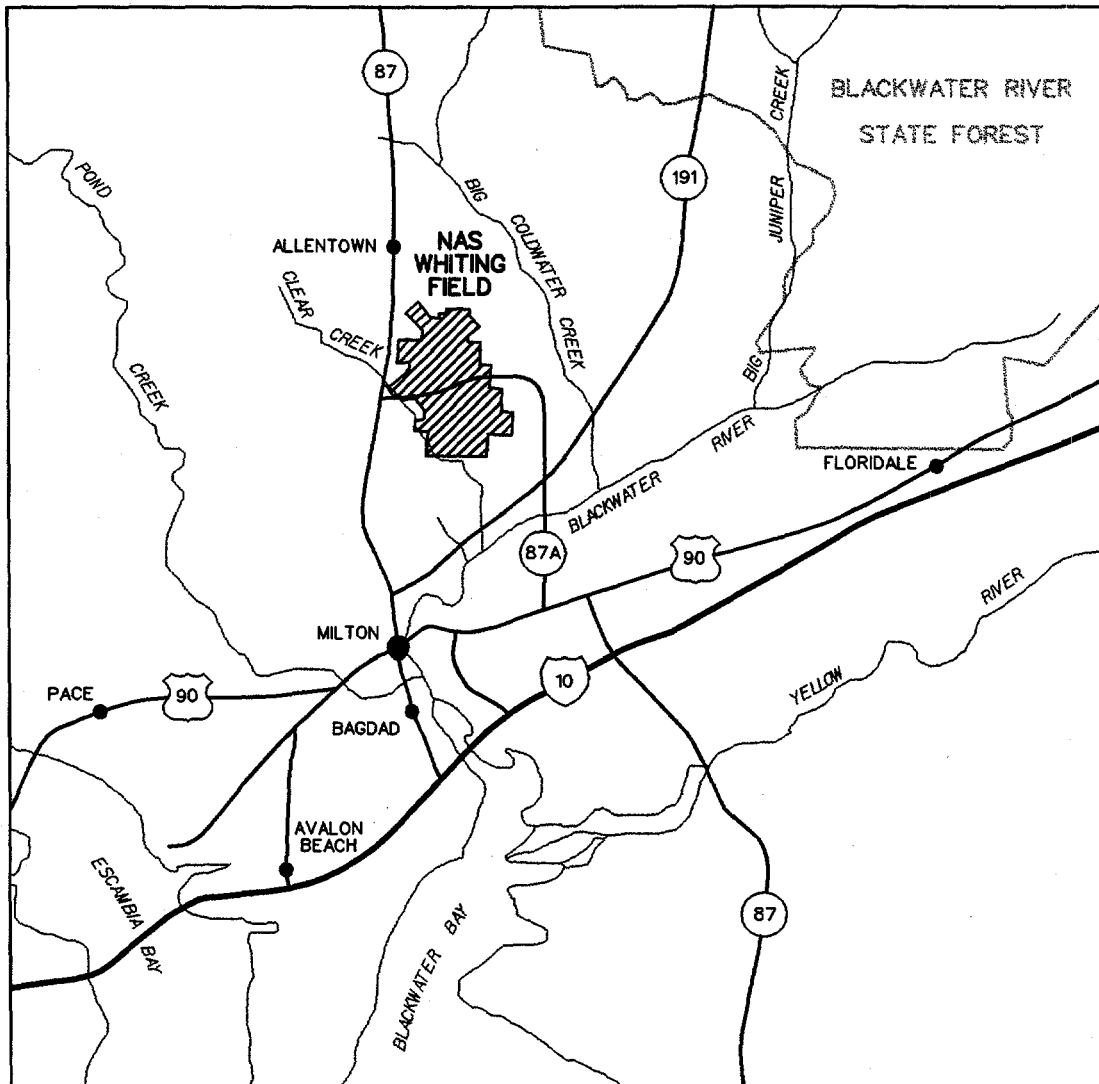 87
BLACKWATER RIVER
STATE FOREST
JUNIPER CREEK
BIG
POND
CREEK
191
BIG COLDWATER CREEK
ALLENTOWN
NAS
WHITING
FIELD
CLEAR CREEK
RIVER
BLACKWATER
FLORIDALE
87A
90
MILTON
RIVER
YELLOW
10
PACE
90
BAGDAD
AVALON
BEACH
ESCAMBIA BAY
BLACKWATER BAY
87